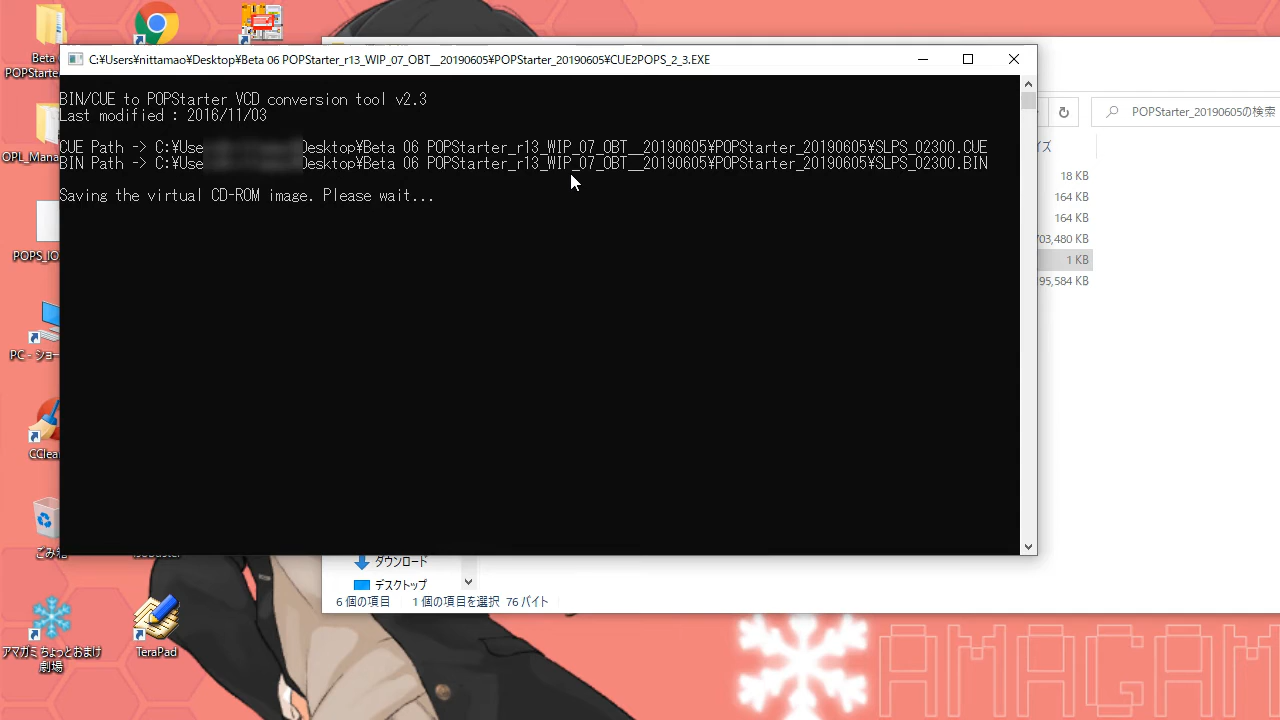 Beta
POPStarte
C:¥Users¥nittamao¥Desktop¥Beta 06 POPStarter_r13_WIP_07_OBT__20190605¥POPStarter_20190605¥CUE2POPS_2_3.EXE
BIN/CUE to POPStarter VCD conversion tool v2.3
Last modified : 2016/11/03
CUE Path -> C:¥Use Desktop¥Beta 06 POPStarter_r13_WIP_07_OBT__20190605¥POPStarter_20190605¥SLPS_02300.CUE
BIN Path -> C:¥Use Desktop¥Beta 06 POPStarter_r13_WIP_07_OBT__20190605¥POPStarter_20190605¥SLPS_02300.BIN
Saving the virtual CD-ROM image. Please wait...
POPStarter_20190605の検索
イズ
18 KB
164 KB
164 KB
03,480 KB
1 KB
95,584 KB
OPL_Mana
POPS_IO
PC - ショー
CClea
ごみ箱
ダウンロード
デスクトップ
6 個の項目 1 個の項目を選択 76 バイト
アマガミちょっとおまけ
劇場
TeraPad
AMAGAM